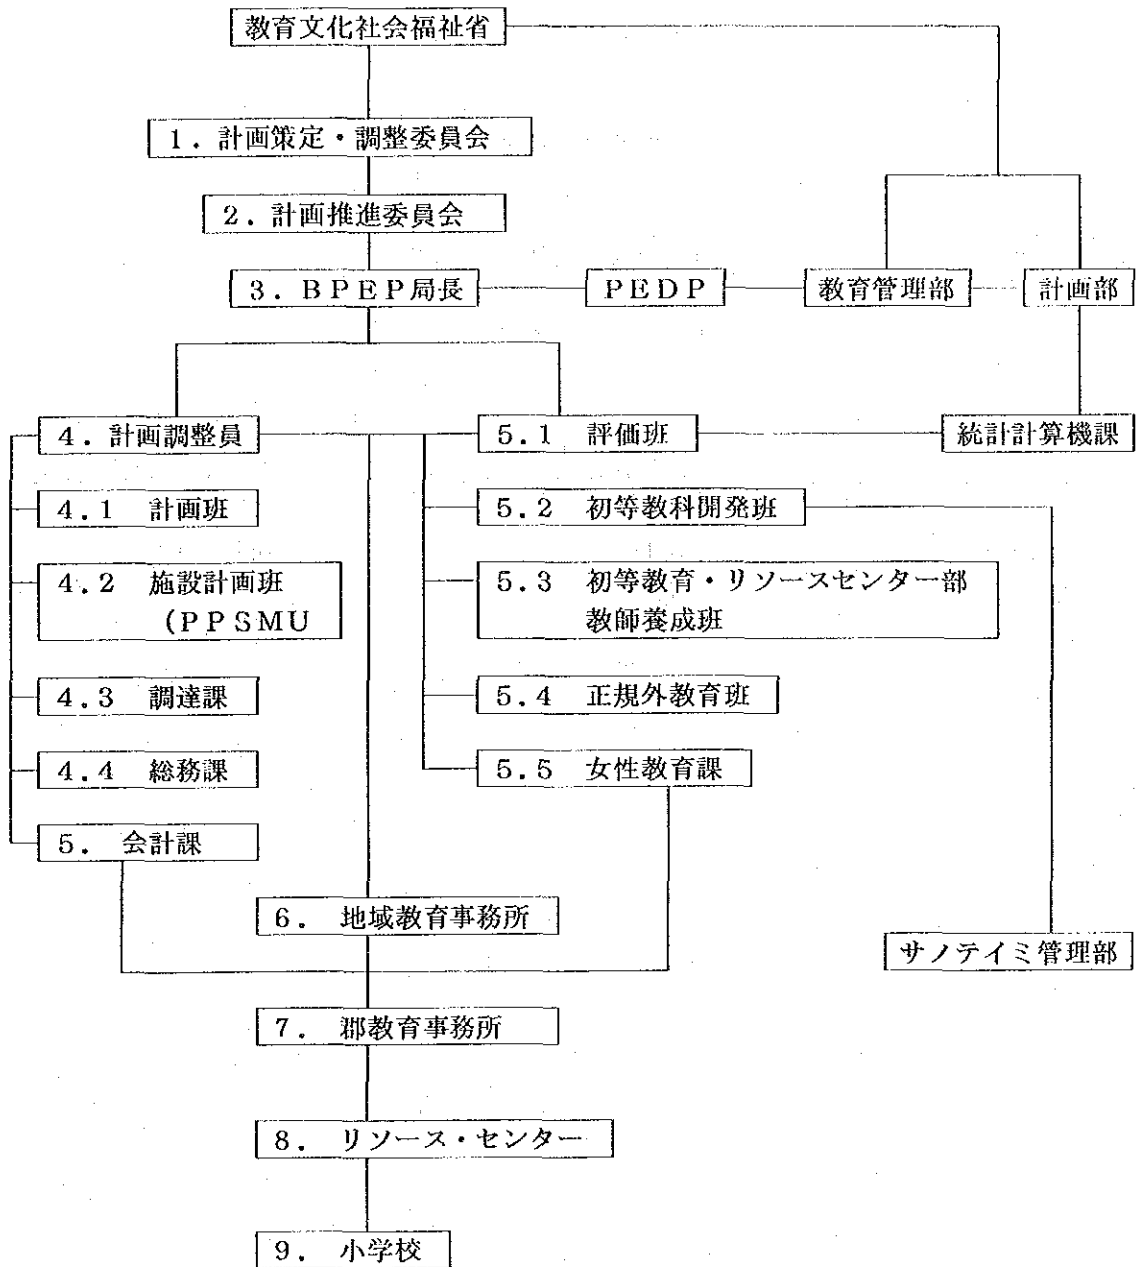 教育文化社会福祉省
1．計画策定・調整委員会
2．計画推進委員会
3．BPEP局長
PEDP
教育管理部
計画部
4．計画調整員
5.1 評価班
統計計算機課
4.1 計画班
5.2 初等教科開発班
4.2 施設計画班
(PPSMU
5.3 初等教育・リソースセンター部
教師養成班
4.3 調達課
5.4 正規外教育班
4.4 総務課
5.5 女性教育課
5．会計課
6．地域教育事務所
サノテイミ管理部
7．郡教育事務所
8．リソース・センター
9．小学校